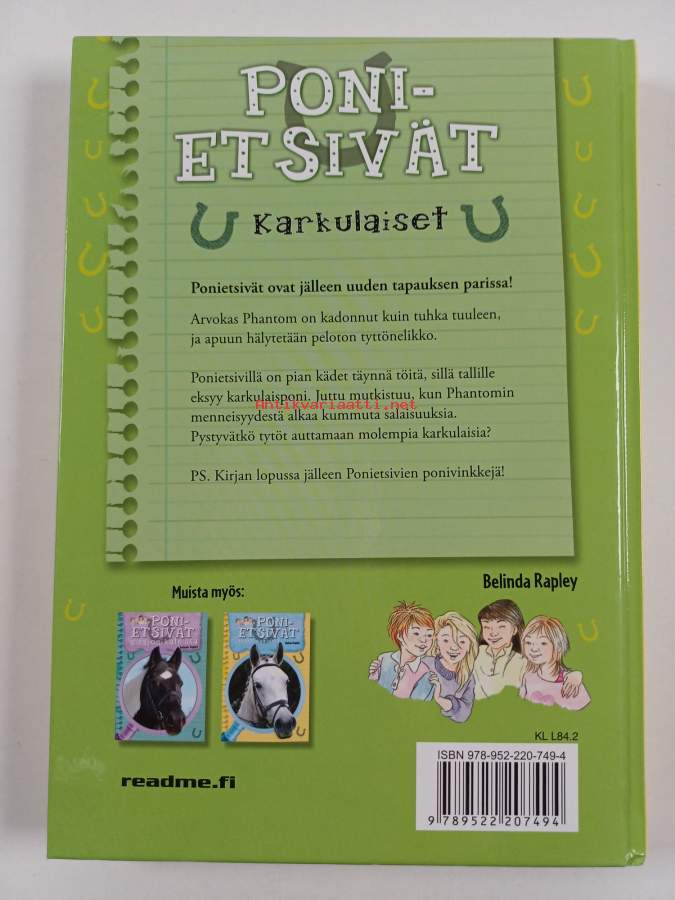 PONI-
ETSIVÄT
Karkulaiset
Ponietsivät ovat jälleen uuden tapauksen parissa!
Arvokas Phantom on kadonnut kuin tuhka tuuleen,
ja apuun hälytetään peloton tyttönelikko.
Ponietsivillä on pian kädet täynnä töitä, sillä tallille
eksyy karkulaisponi. Juttu mutkistuu, kun Phantomin
Antikvariaatti.net
menneisyydestä alkaa kummuta salaisuuksia.
Pystyvätkö tytöt auttamaan molempia karkulaisia?
PS. Kirjan lopussa jälleen Ponietsivien ponivinkkejä!
Muista myös:
Belinda Rapley
PONI-
ETSIVÄT
PONI-
ETSIVÄT
KL L84.2
ISBN 978-952-220-749-4
9 789522 207494
readme.fi